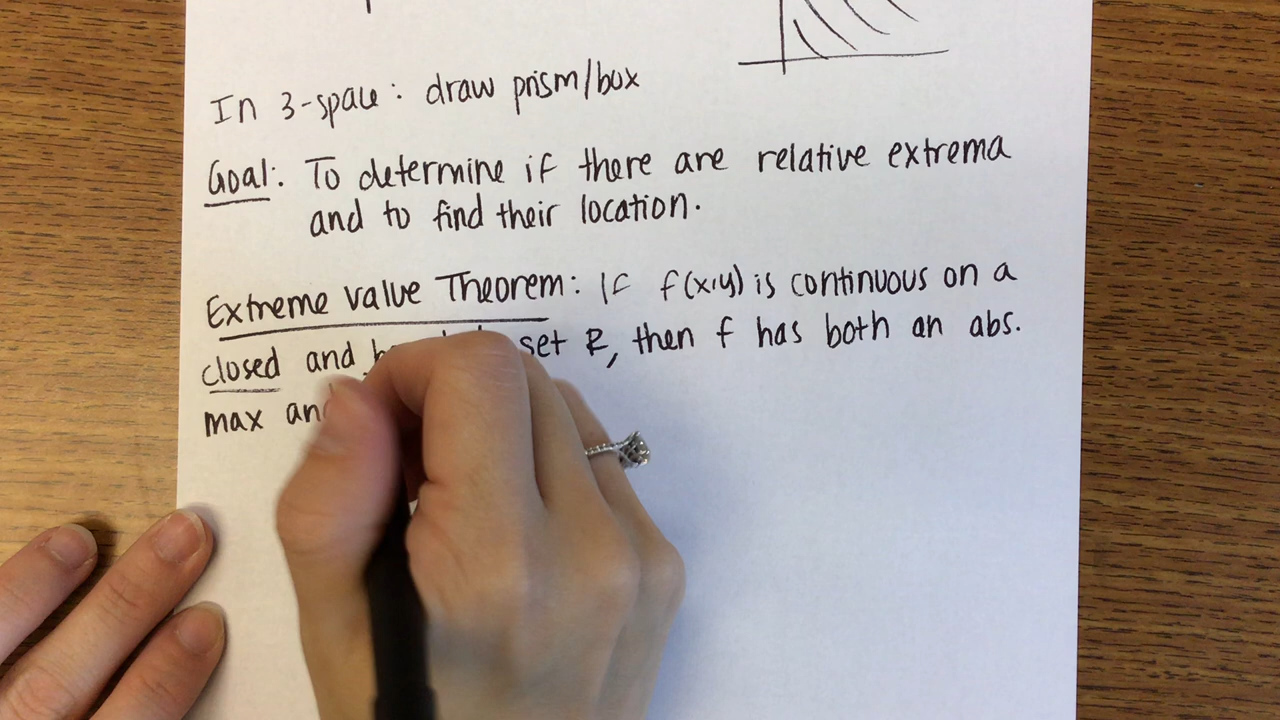 In 3-space: draw prism/box
Goal: To determine if there are relative extrema
and to find their location.
Extreme Value Theorem: If f(x,y) is continuous on a
closed and set R, then f has both an abs.
max and